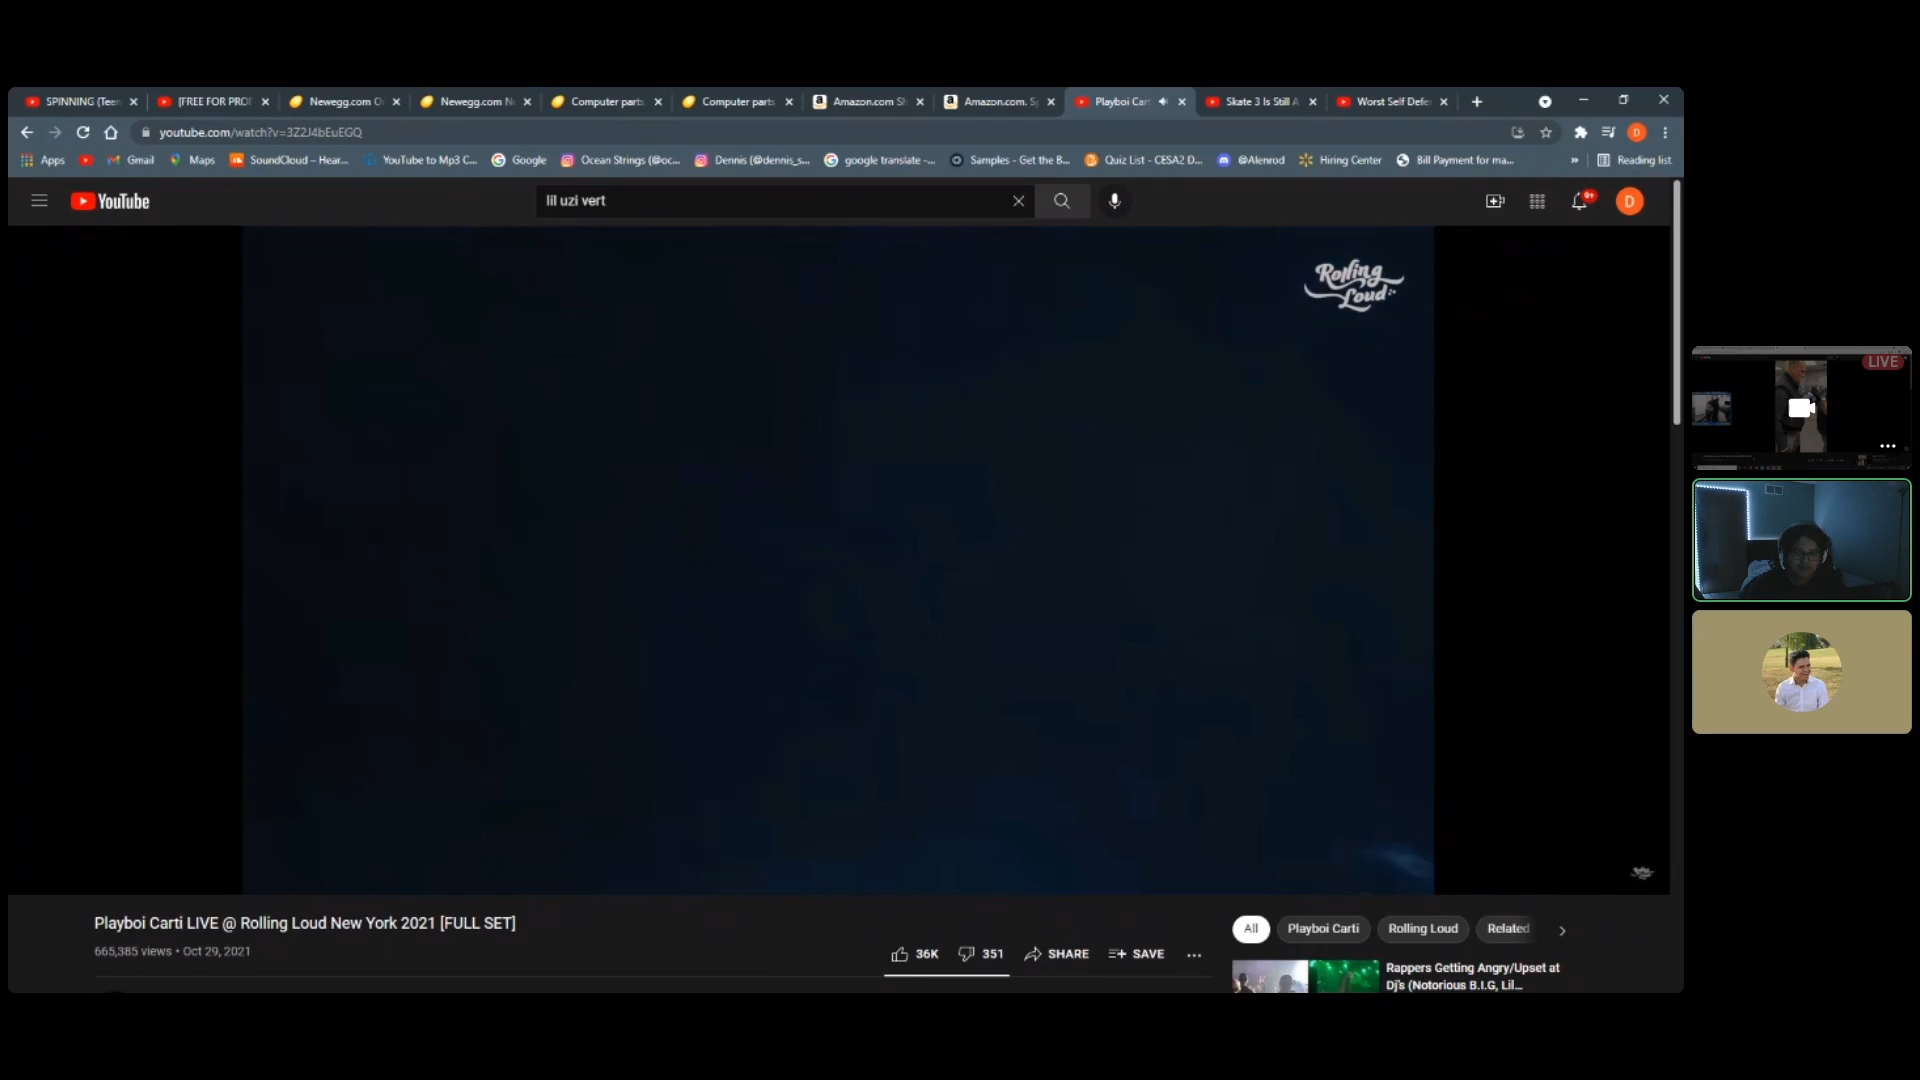 SPINNING (Teen
[FREE FOR PROF
Newegg.com O
Newegg.com N
Computer parts
Computer parts
Amazon.com Sh
Amazon.com. Sp
Playboi Car
Skate 3 Is Still A
Worst Self Defe
youtube.com/watch?v=3Z2J4bEuEGQ
D
Apps
Gmail
Maps
SoundCloud – Hear...
YouTube to Mp3 C...
Google
Ocean Strings (@oc...
Dennis (@dennis_s...
google translate -...
Samples - Get the B...
Quiz List - CESA2 D...
@Alenrod
Hiring Center
Bill Payment for ma...
»
Reading list
YouTube
lil uzi vert
9+
D
Rolling
Loud
LIVE
Playboi Carti LIVE @ Rolling Loud New York 2021 [FULL SET]
665,385 views • Oct 29, 2021
36K
351
SHARE
SAVE
All
Playboi Carti
Rolling Loud
Related
Rappers Getting Angry/Upset at
Dj's (Notorious B.I.G, Lil...